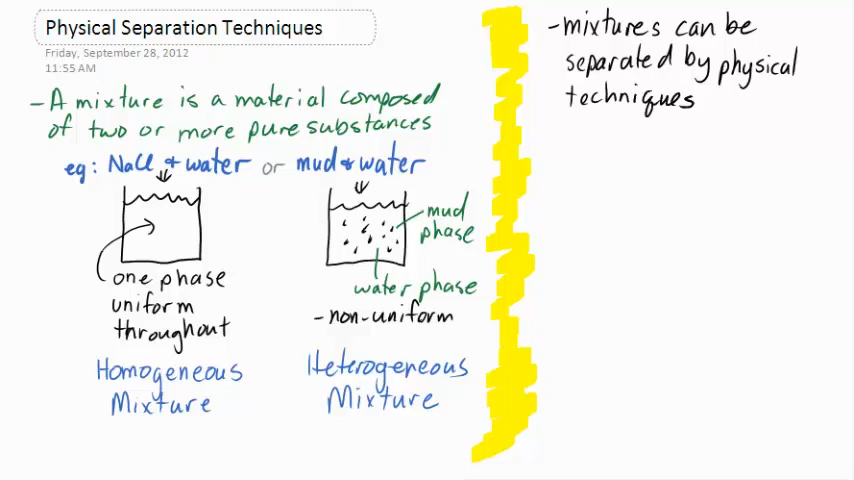 Physical Separation Techniques
Friday, September 28, 2012
11:55 AM
- A mixture is a material composed
of two or more pure substances
eg: NaCl & water or mud & water
mud
phase
water phase
one phase
uniform
throughout
- non-uniform
Homogeneous
Mixture
Heterogeneous
Mixture
- mixtures can be
separated by physical
techniques